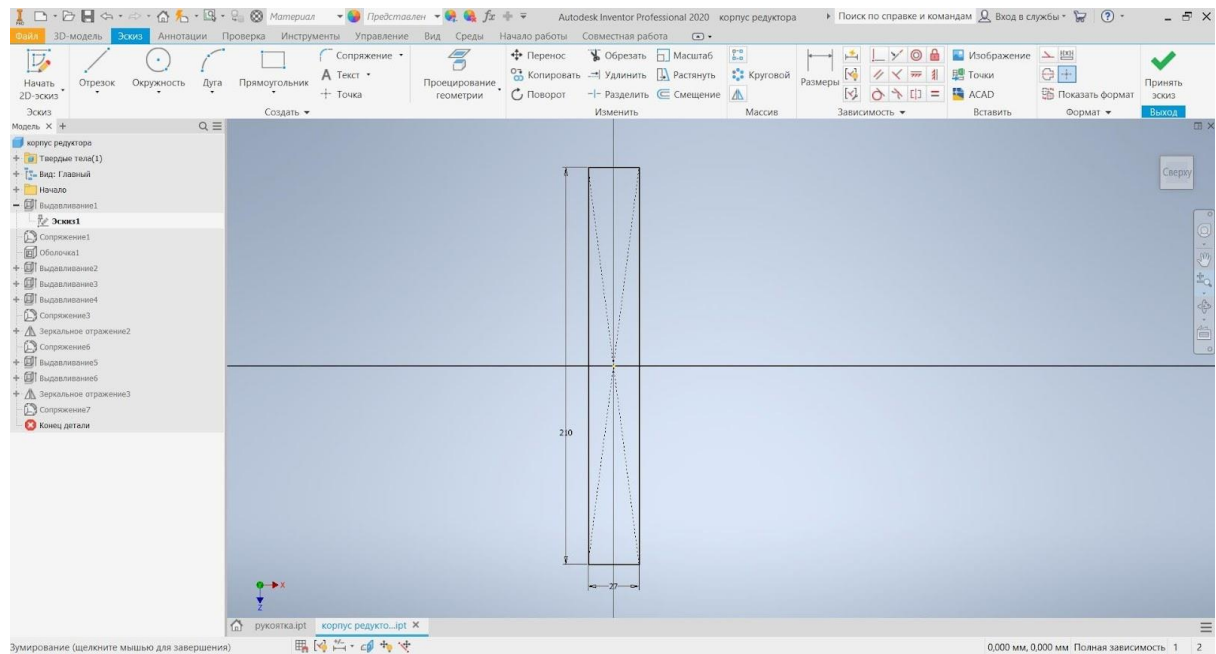 PRO Материал Представлен fx Autodesk Inventor Professional 2020 корпус редуктора Поиск по справке и командам Вход в службы
Файл 3D-модель Эскиз Аннотации Проверка Инструменты Управление Вид Среды Начало работы Совместная работа
Начать 2D-эскиз Отрезок Окружность Дуга Прямоугольник Проецирование геометрии Размеры Принять эскиз
Сопряжение Перенос Обрезать Масштаб Изображение
A Текст Копировать Удлинить Растянуть Круговой Точки
Точка Поворот Разделить Смещение ACAD Показать формат
Эскиз Создать Изменить Массив Зависимость Вставить Формат Выход
Модель × +
корпус редуктора
Твердые тела(1)
Вид: Главный
Начало
Выдавливание1
Эскиз1
Сопряжение1
Оболочка1
Выдавливание2
Выдавливание3
Выдавливание4
Сопряжение3
Зеркальное отражение2
Сопряжение6
Выдавливание5
Выдавливание6
Зеркальное отражение3
Сопряжение7
Конец детали
Сверху
210
27
X
Z
рукоятка.ipt корпус редукто...ipt ×
Зумирование (щелкните мышью для завершения) 0,000 мм, 0,000 мм Полная зависимость 1 2